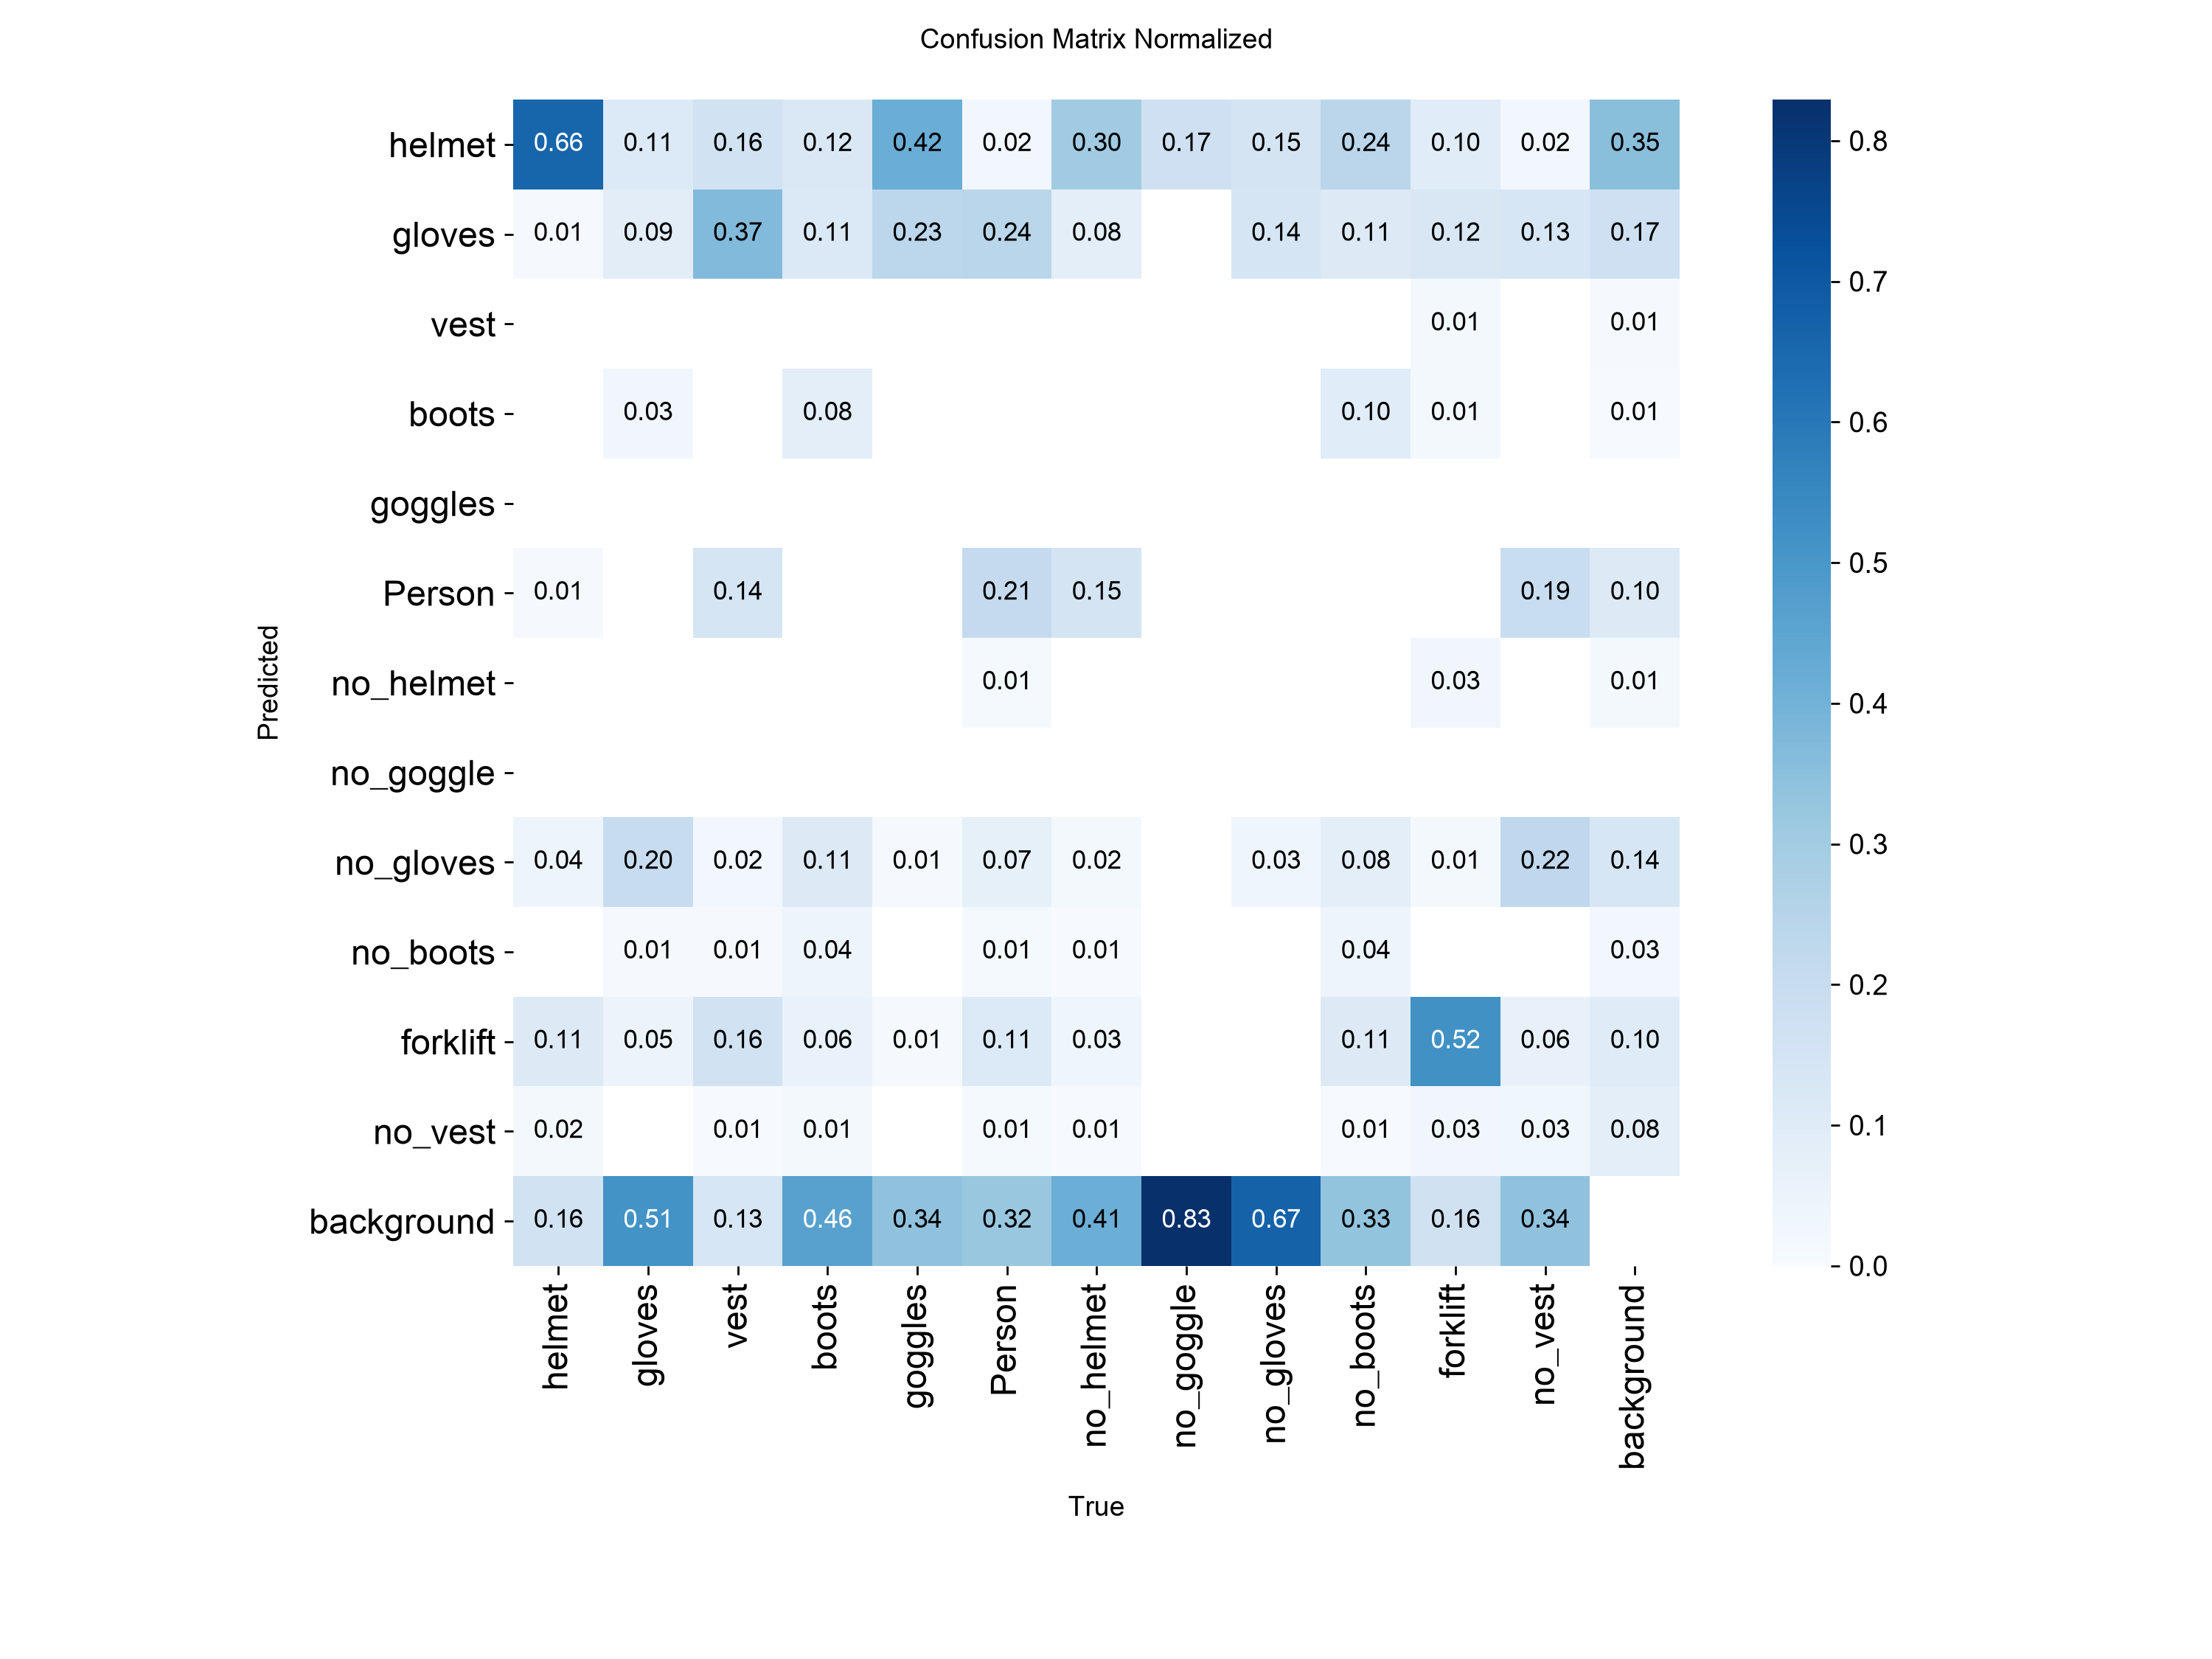 Confusion Matrix Normalized
helmet 0.66 0.11 0.16 0.12 0.42 0.02 0.30 0.17 0.15 0.24 0.10 0.02 0.35
gloves 0.01 0.09 0.37 0.11 0.23 0.24 0.08 0.14 0.11 0.12 0.13 0.17
vest 0.01 0.01
boots 0.03 0.08 0.10 0.01 0.01
goggles
Person 0.01 0.14 0.21 0.15 0.19 0.10
no_helmet 0.01 0.03 0.01
no_goggle
no_gloves 0.04 0.20 0.02 0.11 0.01 0.07 0.02 0.03 0.08 0.01 0.22 0.14
no_boots 0.01 0.01 0.04 0.01 0.01 0.04 0.03
forklift 0.11 0.05 0.16 0.06 0.01 0.11 0.03 0.11 0.52 0.06 0.10
no_vest 0.02 0.01 0.01 0.01 0.01 0.01 0.03 0.03 0.08
background 0.16 0.51 0.13 0.46 0.34 0.32 0.41 0.83 0.67 0.33 0.16 0.34
Predicted
helmet
gloves
vest
boots
goggles
Person
no_helmet
no_goggle
no_gloves
no_boots
forklift
no_vest
background
True
0.8
0.7
0.6
0.5
0.4
0.3
0.2
0.1
0.0